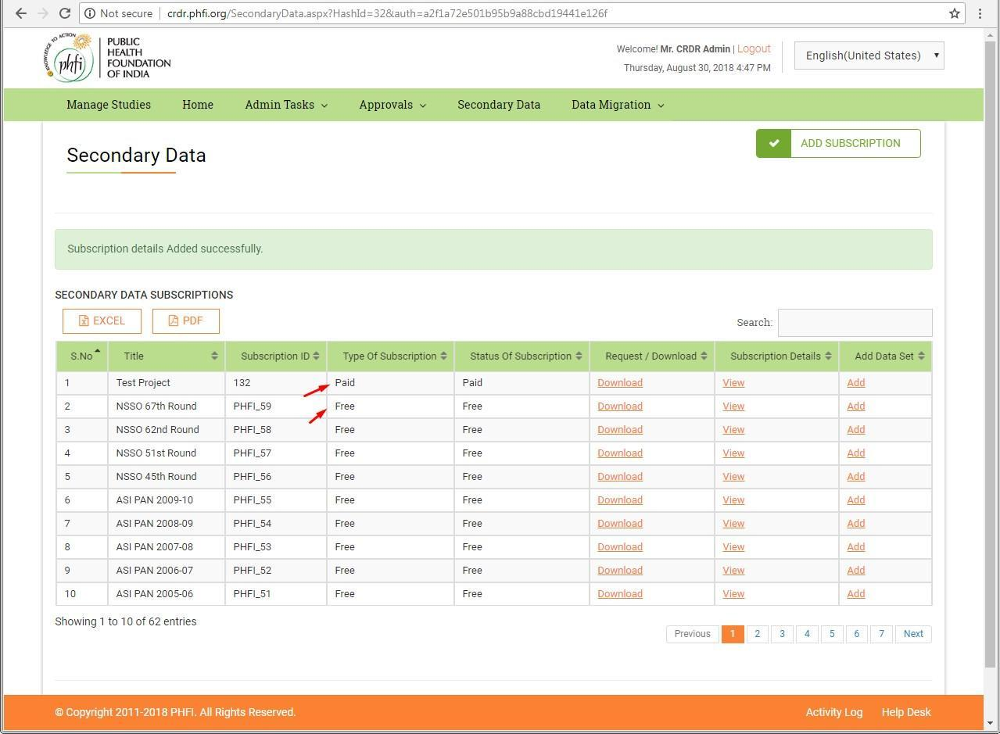 Not secure | crdr.phfi.org/SecondaryData.aspx?HashId=32&auth=a2f1a72e501b95b9a88cbd19441e126f
KNOWLEDGE TO ACTION
phfi
PUBLIC
HEALTH
FOUNDATION
OF INDIA
Welcome! Mr. CRDR Admin | Logout
Thursday, August 30, 2018 4:47 PM
English(United States)
Manage Studies Home Admin Tasks Approvals Secondary Data Data Migration
Secondary Data
ADD SUBSCRIPTION
Subscription details Added successfully.
SECONDARY DATA SUBSCRIPTIONS
EXCEL PDF
Search:
S.No Title Subscription ID Type Of Subscription Status Of Subscription Request / Download Subscription Details Add Data Set
1 Test Project 132 Paid Paid Download View Add
2 NSSO 67th Round PHFI_59 Free Free Download View Add
3 NSSO 62nd Round PHFI_58 Free Free Download View Add
4 NSSO 51st Round PHFI_57 Free Free Download View Add
5 NSSO 45th Round PHFI_56 Free Free Download View Add
6 ASI PAN 2009-10 PHFI_55 Free Free Download View Add
7 ASI PAN 2008-09 PHFI_54 Free Free Download View Add
8 ASI PAN 2007-08 PHFI_53 Free Free Download View Add
9 ASI PAN 2006-07 PHFI_52 Free Free Download View Add
10 ASI PAN 2005-06 PHFI_51 Free Free Download View Add
Showing 1 to 10 of 62 entries
Previous 1 2 3 4 5 6 7 Next
© Copyright 2011-2018 PHFI. All Rights Reserved.
Activity Log Help Desk